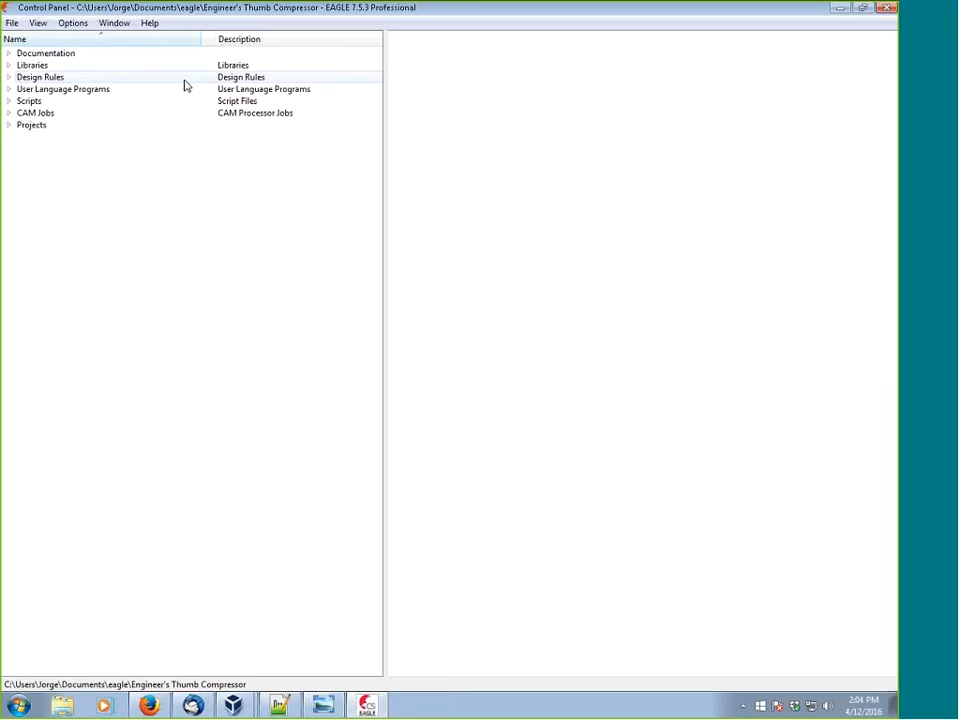 Control Panel - C:\Users\Jorge\Documents\eagle\Engineer's Thumb Compressor - EAGLE 7.5.3 Professional
File View Options Window Help
Name Description
Documentation
Libraries Libraries
Design Rules Design Rules
User Language Programs User Language Programs
Scripts Script Files
CAM Jobs CAM Processor Jobs
Projects
C:\Users\Jorge\Documents\eagle\Engineer's Thumb Compressor
CS
EAGLE
2:04 PM
4/12/2016